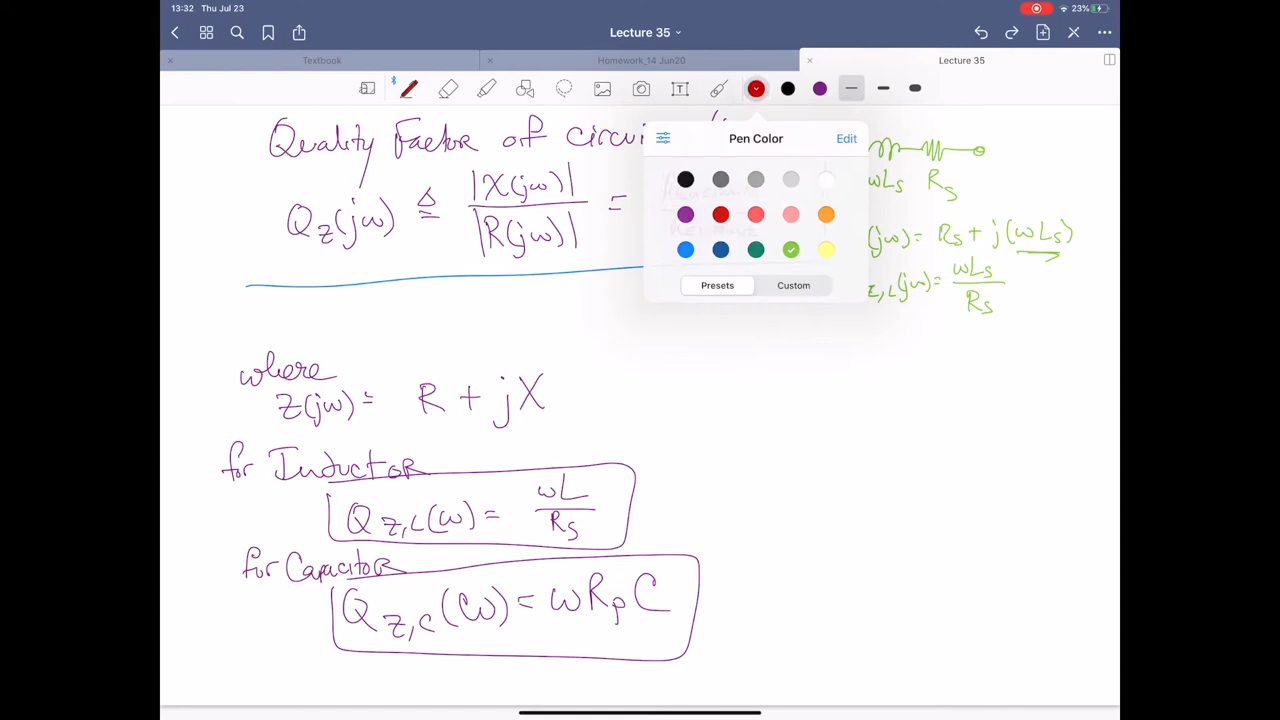 13:32 Thu Jul 23
23%
Lecture 35
Textbook
Homework_14 Jun20
Lecture 35
T
Quality Factor of circui
Pen Color
Edit
Presets
Custom
Q_Z(jω) ≜ |X(jω)| / |R(jω)| =
ωLs Rs
(jω) = Rs + j(ωLs)
Z,L(jω) = ωLs / Rs
where
Z(jω) = R + jX
for Inductor
Q_Z,L(ω) = ωL / Rs
for Capacitor
Q_Z,C(ω) = ωRpC